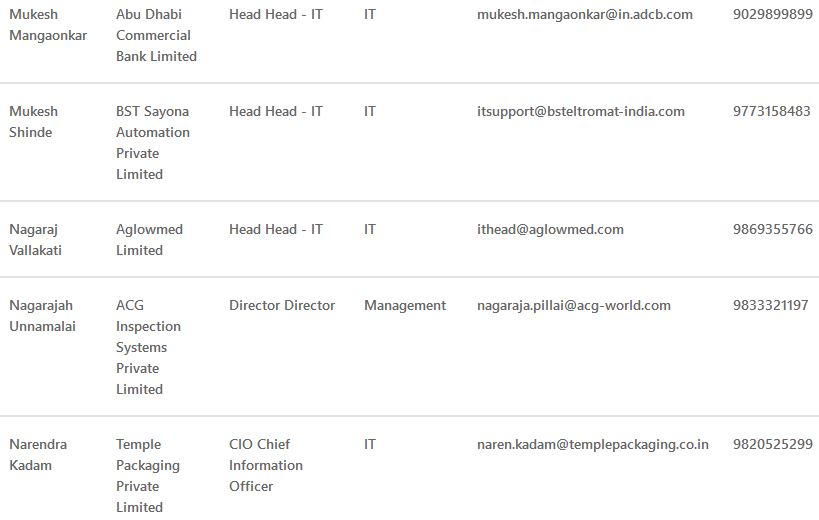 Mukesh Abu Dhabi Head Head - IT IT mukesh.mangaonkar@in.adcb.com 9029899899
Mangaonkar Commercial
Bank Limited
Mukesh BST Sayona Head Head - IT IT itsupport@bsteltromat-india.com 9773158483
Shinde Automation
Private
Limited
Nagaraj Aglowmed Head Head - IT IT ithead@aglowmed.com 9869355766
Vallakati Limited
Nagarajah ACG Director Director Management nagaraja.pillai@acg-world.com 9833321197
Unnamalai Inspection
Systems
Private
Limited
Narendra Temple CIO Chief IT naren.kadam@templepackaging.co.in 9820525299
Kadam Packaging Information
Private Officer
Limited